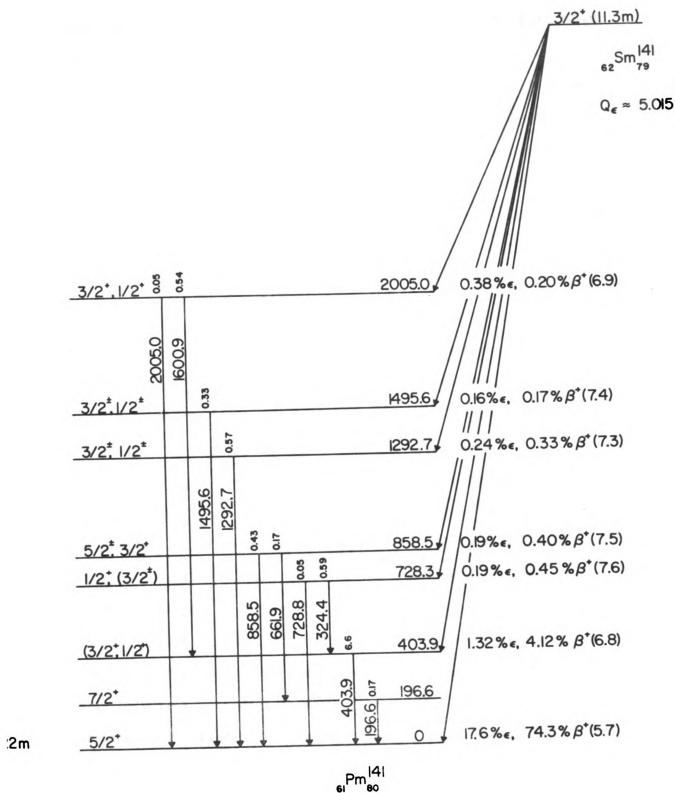 3/2⁺ (11.3m)
₆₂Sm₇₉¹⁴¹
Qϵ ≈ 5.015
3/2⁺, 1/2⁺ 0.05 0.54 2005.0 0.38%ϵ, 0.20%β⁺(6.9)
2005.0 1600.9
3/2±, 1/2± 0.33 1495.6 0.16%ϵ, 0.17%β⁺(7.4)
3/2±, 1/2± 0.57 1292.7 0.24%ϵ, 0.33%β⁺(7.3)
1495.6 1292.7
5/2±, 3/2⁺ 0.43 0.17 858.5 0.19%ϵ, 0.40%β⁺(7.5)
1/2⁺ (3/2±) 0.05 0.59 728.3 0.19%ϵ, 0.45%β⁺(7.6)
858.5 661.9 728.8 324.4
(3/2⁺, 1/2⁺) 6.6 403.9 1.32%ϵ, 4.12%β⁺(6.8)
7/2⁺ 403.9 0.17 196.6
196.6
22m 5/2⁺ 0 17.6%ϵ, 74.3%β⁺(5.7)
₆₁Pm₈₀¹⁴¹